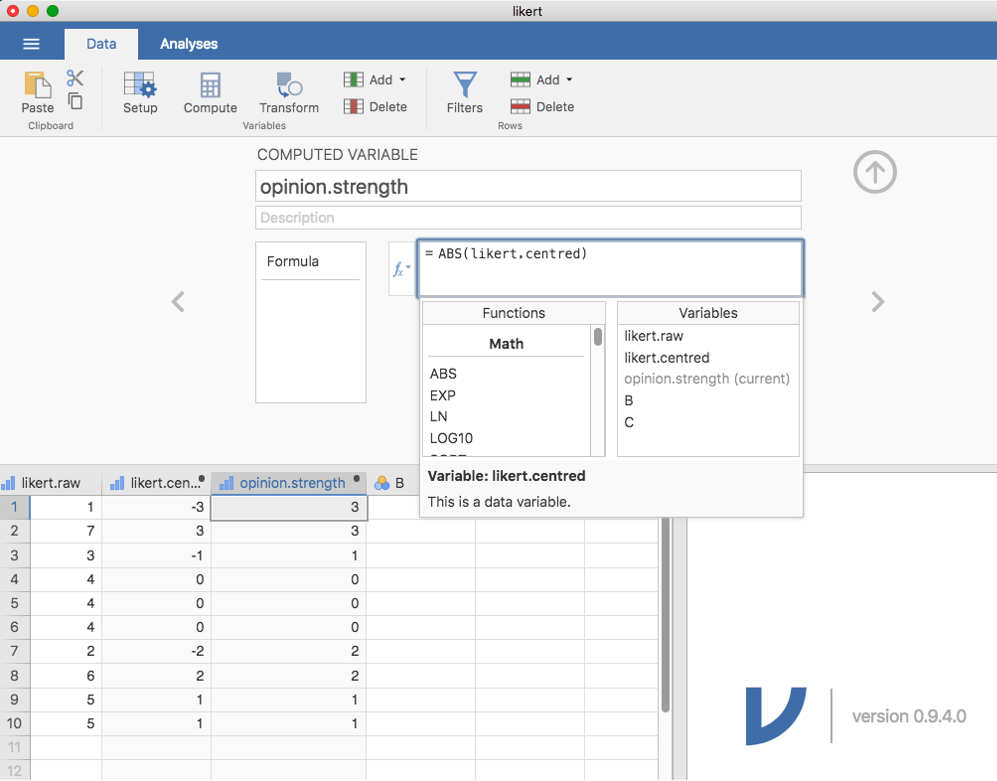 likert
Data Analyses
Paste Setup Compute Transform Add Delete Filters Add Delete
Clipboard Variables Rows
COMPUTED VARIABLE
opinion.strength
Description
Formula
fx
= ABS(likert.centred)
Functions Variables
Math
ABS
EXP
LN
LOG10
likert.raw
likert.centred
opinion.strength (current)
B
C
Variable: likert.centred
This is a data variable.
likert.raw likert.cen... opinion.strength B
1 1 -3 3
2 7 3 3
3 3 -1 1
4 4 0 0
5 4 0 0
6 4 0 0
7 2 -2 2
8 6 2 2
9 5 1 1
10 5 1 1
11
12
version 0.9.4.0